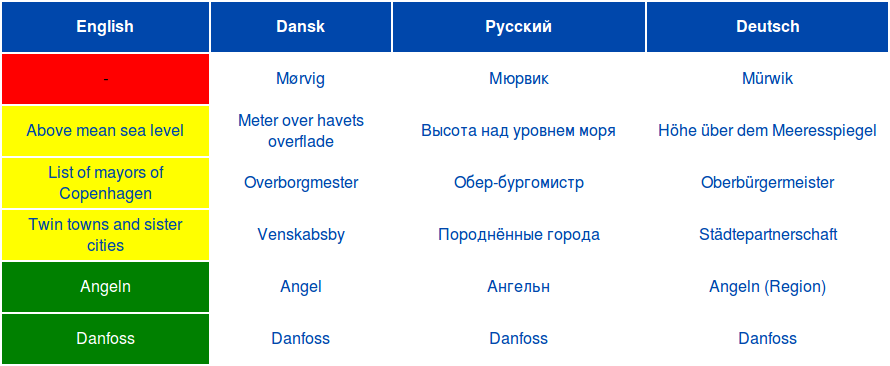 English Dansk Русский Deutsch
- Mørvig Мюрвик Mürwik
Above mean sea level Meter over havets overflade Высота над уровнем моря Höhe über dem Meeresspiegel
List of mayors of Copenhagen Overborgmester Обер-бургомистр Oberbürgermeister
Twin towns and sister cities Venskabsby Породнённые города Städtepartnerschaft
Angeln Angel Ангельн Angeln (Region)
Danfoss Danfoss Danfoss Danfoss